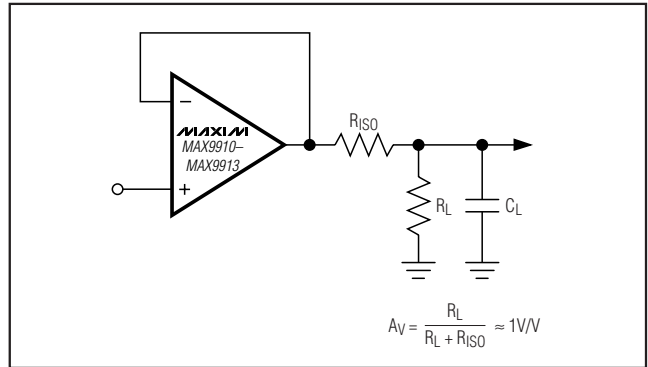 −
MAXIM
MAX9910–
MAX9913
+
RISO
RL
CL
AV = RL / (RL + RISO) ≈ 1V/V